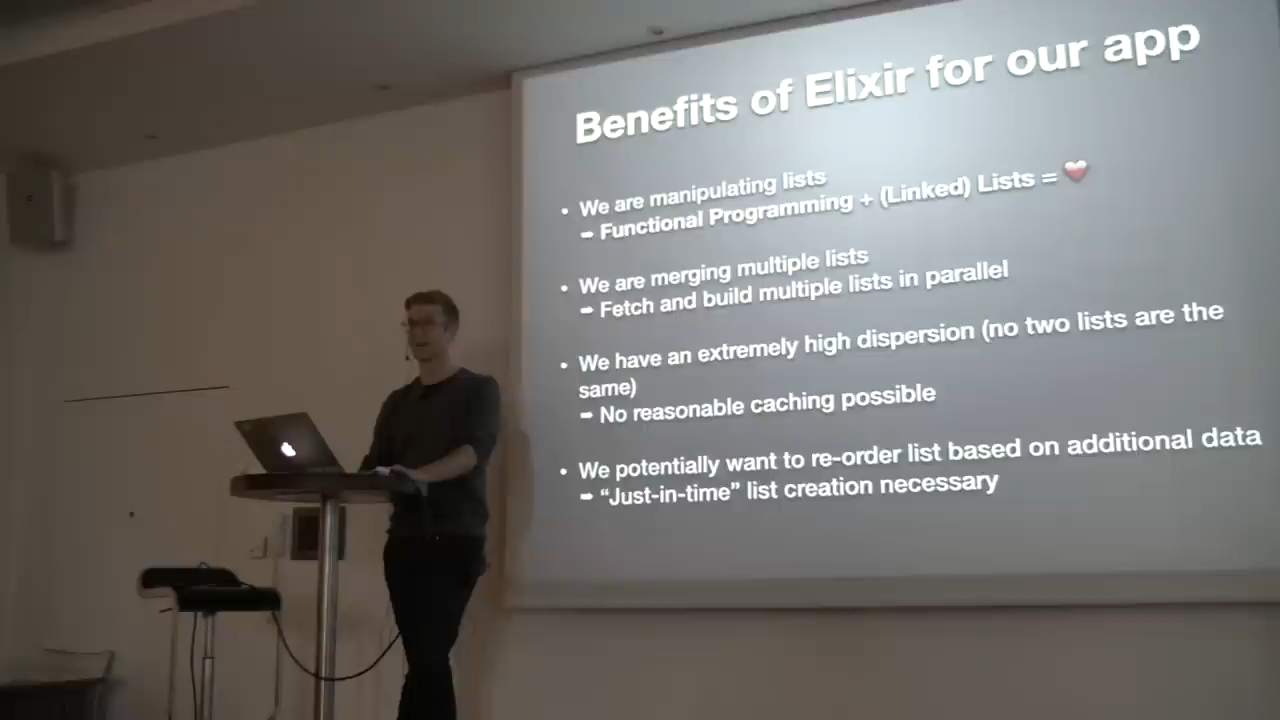 Benefits of Elixir for our app
• We are manipulating lists
➡ Functional Programming + (Linked) Lists = ❤️
• We are merging multiple lists
➡ Fetch and build multiple lists in parallel
• We have an extremely high dispersion (no two lists are the
same)
➡ No reasonable caching possible
• We potentially want to re-order list based on additional data
➡ “Just-in-time” list creation necessary